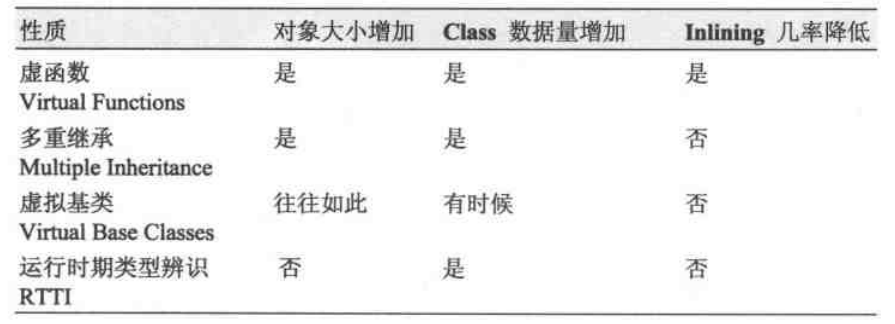 性质 对象大小增加 Class 数据量增加 Inlining 几率降低
虚函数 是 是 是
Virtual Functions
多重继承 是 是 否
Multiple Inheritance
虚拟基类 往往如此 有时候 否
Virtual Base Classes
运行时期类型辨识 否 是 否
RTTI